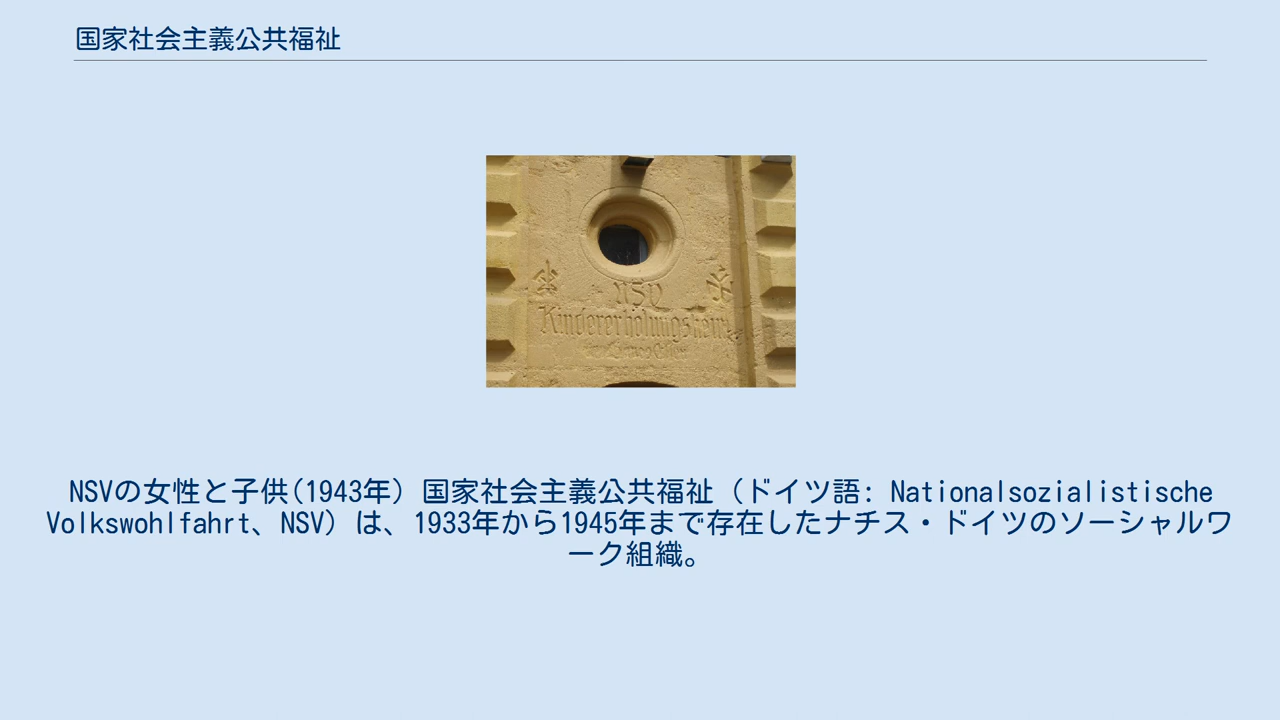 国家社会主義公共福祉
NSV
Kindererholungsheim
NSVの女性と子供(1943年) 国家社会主義公共福祉 (ドイツ語: Nationalsozialistische
Volkswohlfahrt、NSV) は、1933年から1945年まで存在したナチス・ドイツのソーシャルワ
ーク組織。